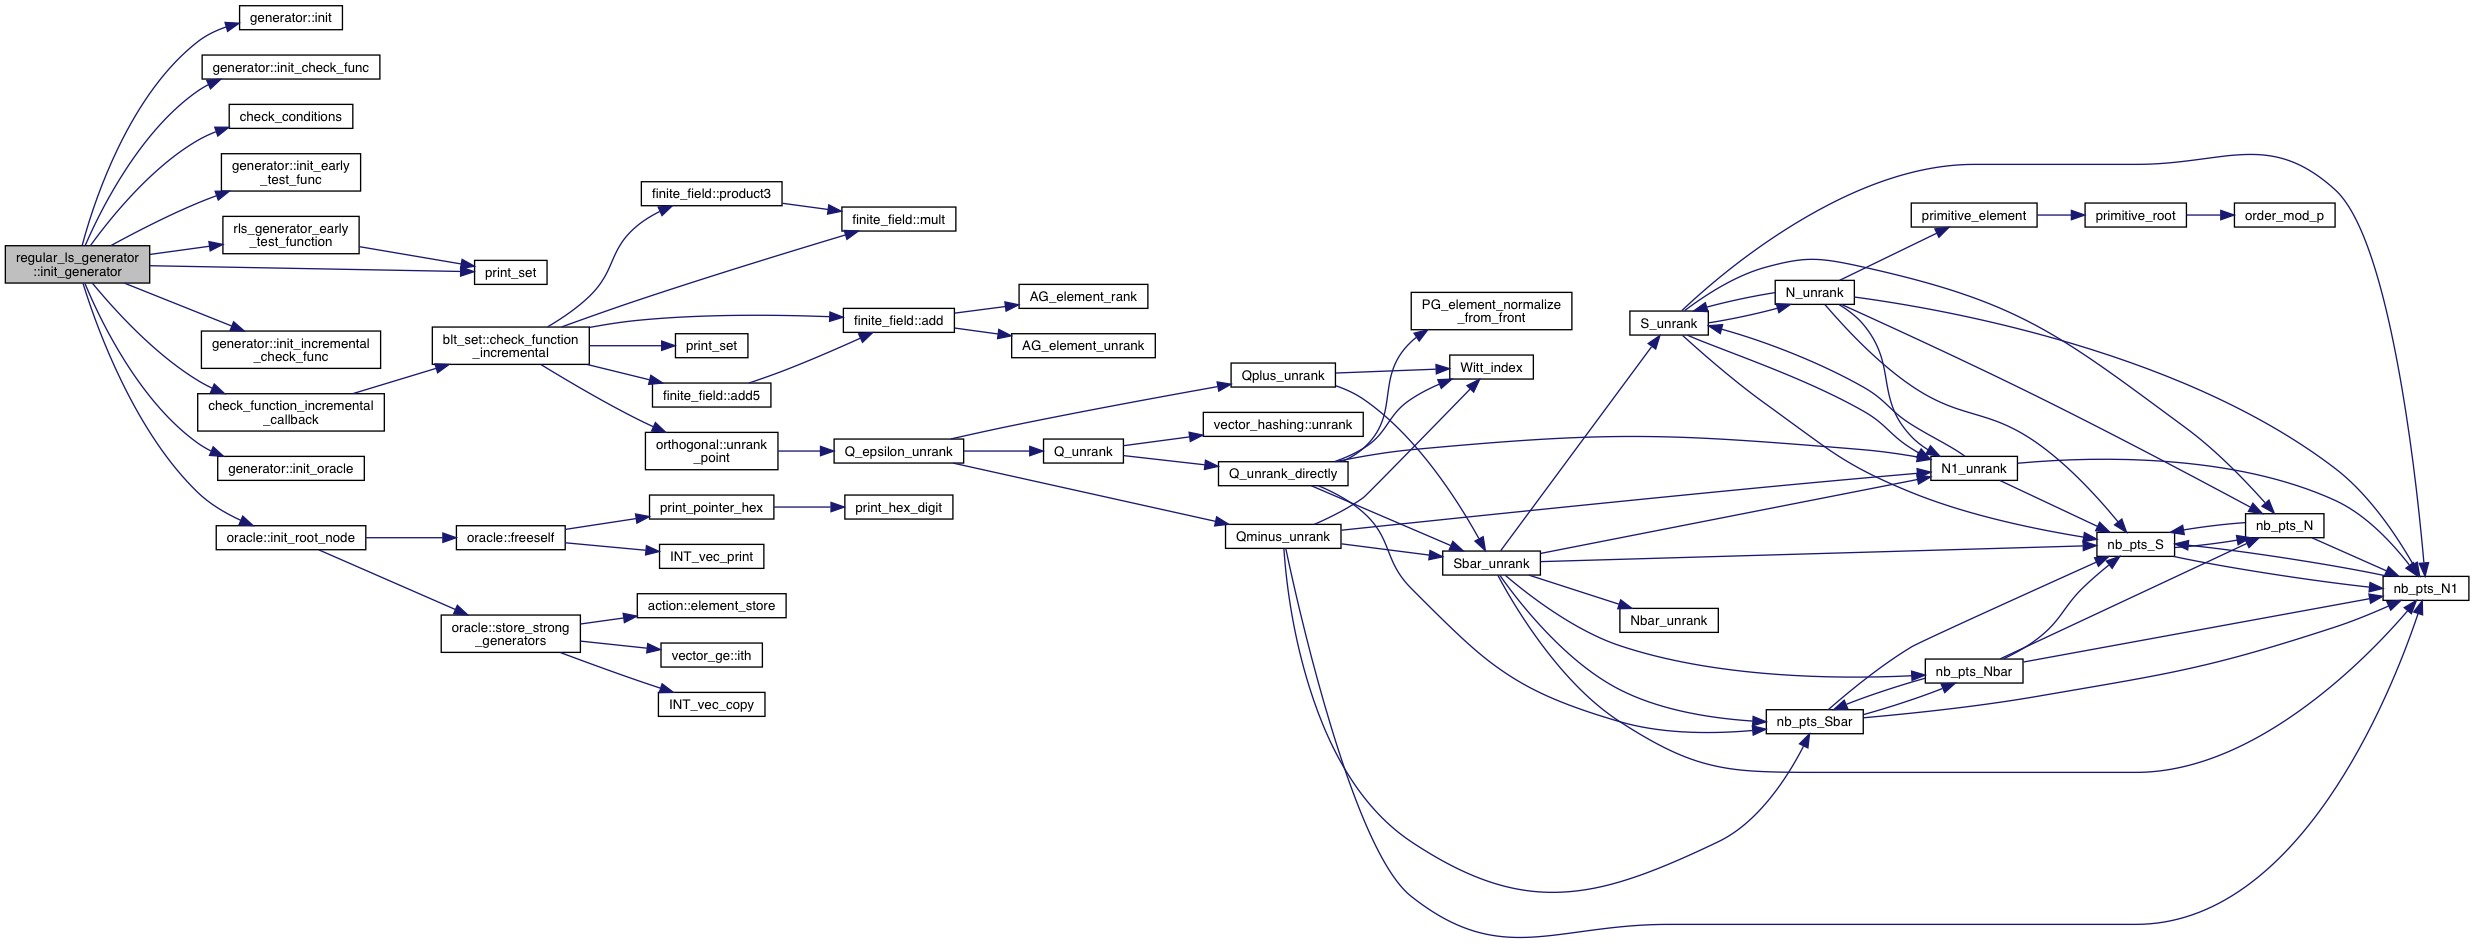 generator::init
generator::init_check_func
check_conditions
generator::init_early
_test_func
rls_generator_early
_test_function
regular_ls_generator
::init_generator
print_set
generator::init_incremental
_check_func
check_function_incremental
_callback
generator::init_oracle
oracle::init_root_node
blt_set::check_function
_incremental
oracle::freeself
oracle::store_strong
_generators
finite_field::product3
finite_field::mult
finite_field::add
print_set
finite_field::add5
orthogonal::unrank
_point
print_pointer_hex
print_hex_digit
INT_vec_print
action::element_store
vector_ge::ith
INT_vec_copy
AG_element_rank
AG_element_unrank
Q_epsilon_unrank
Q_unrank
Qplus_unrank
vector_hashing::unrank
Q_unrank_directly
Qminus_unrank
PG_element_normalize
_from_front
Witt_index
Sbar_unrank
S_unrank
N_unrank
Nbar_unrank
primitive_element
primitive_root
order_mod_p
N1_unrank
nb_pts_S
nb_pts_N
nb_pts_N1
nb_pts_Nbar
nb_pts_Sbar